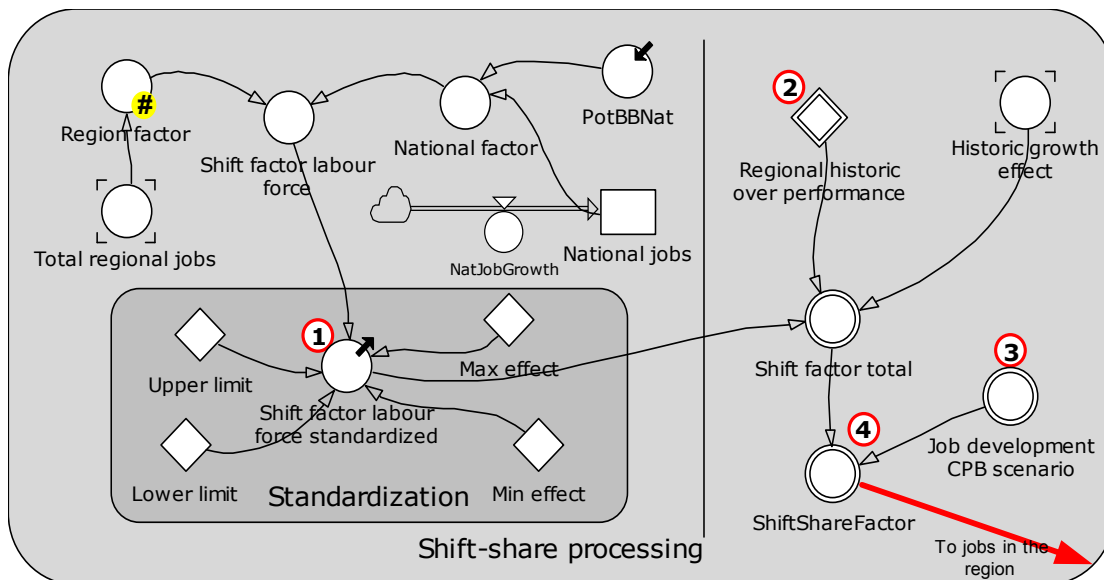 #
Region factor
Shift factor labour
force
National factor
PotBBNat
Total regional jobs
NatJobGrowth
National jobs
2
Regional historic
over performance
Historic growth
effect
1
Upper limit
Max effect
Shift factor labour
force standardized
Lower limit
Standardization
Min effect
Shift factor total
3
4
Job development
CPB scenario
ShiftShareFactor
Shift-share processing
To jobs in the
region